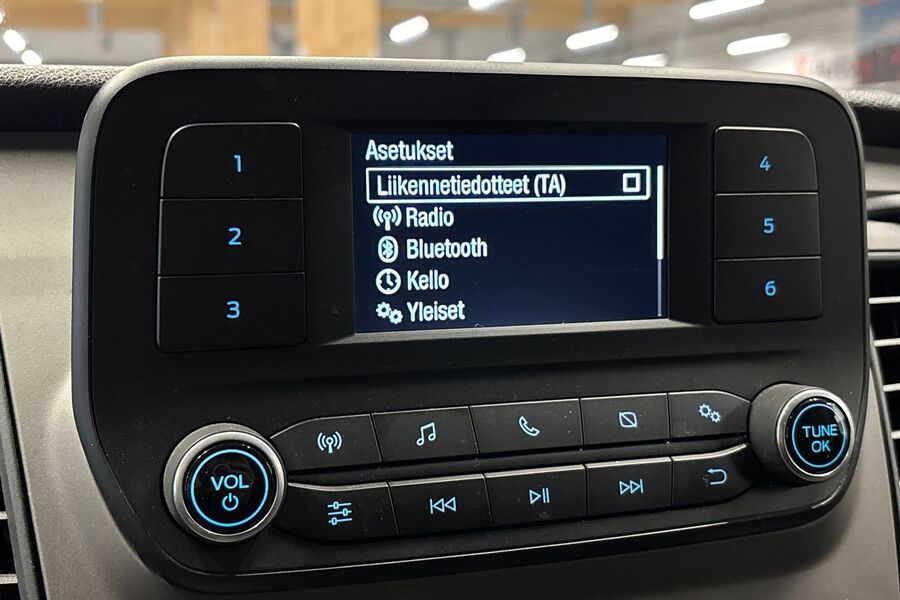 Asetukset
Liikennetiedotteet (TA)
Radio
Bluetooth
Kello
Yleiset
1
2
3
4
5
6
VOL
TUNE
OK